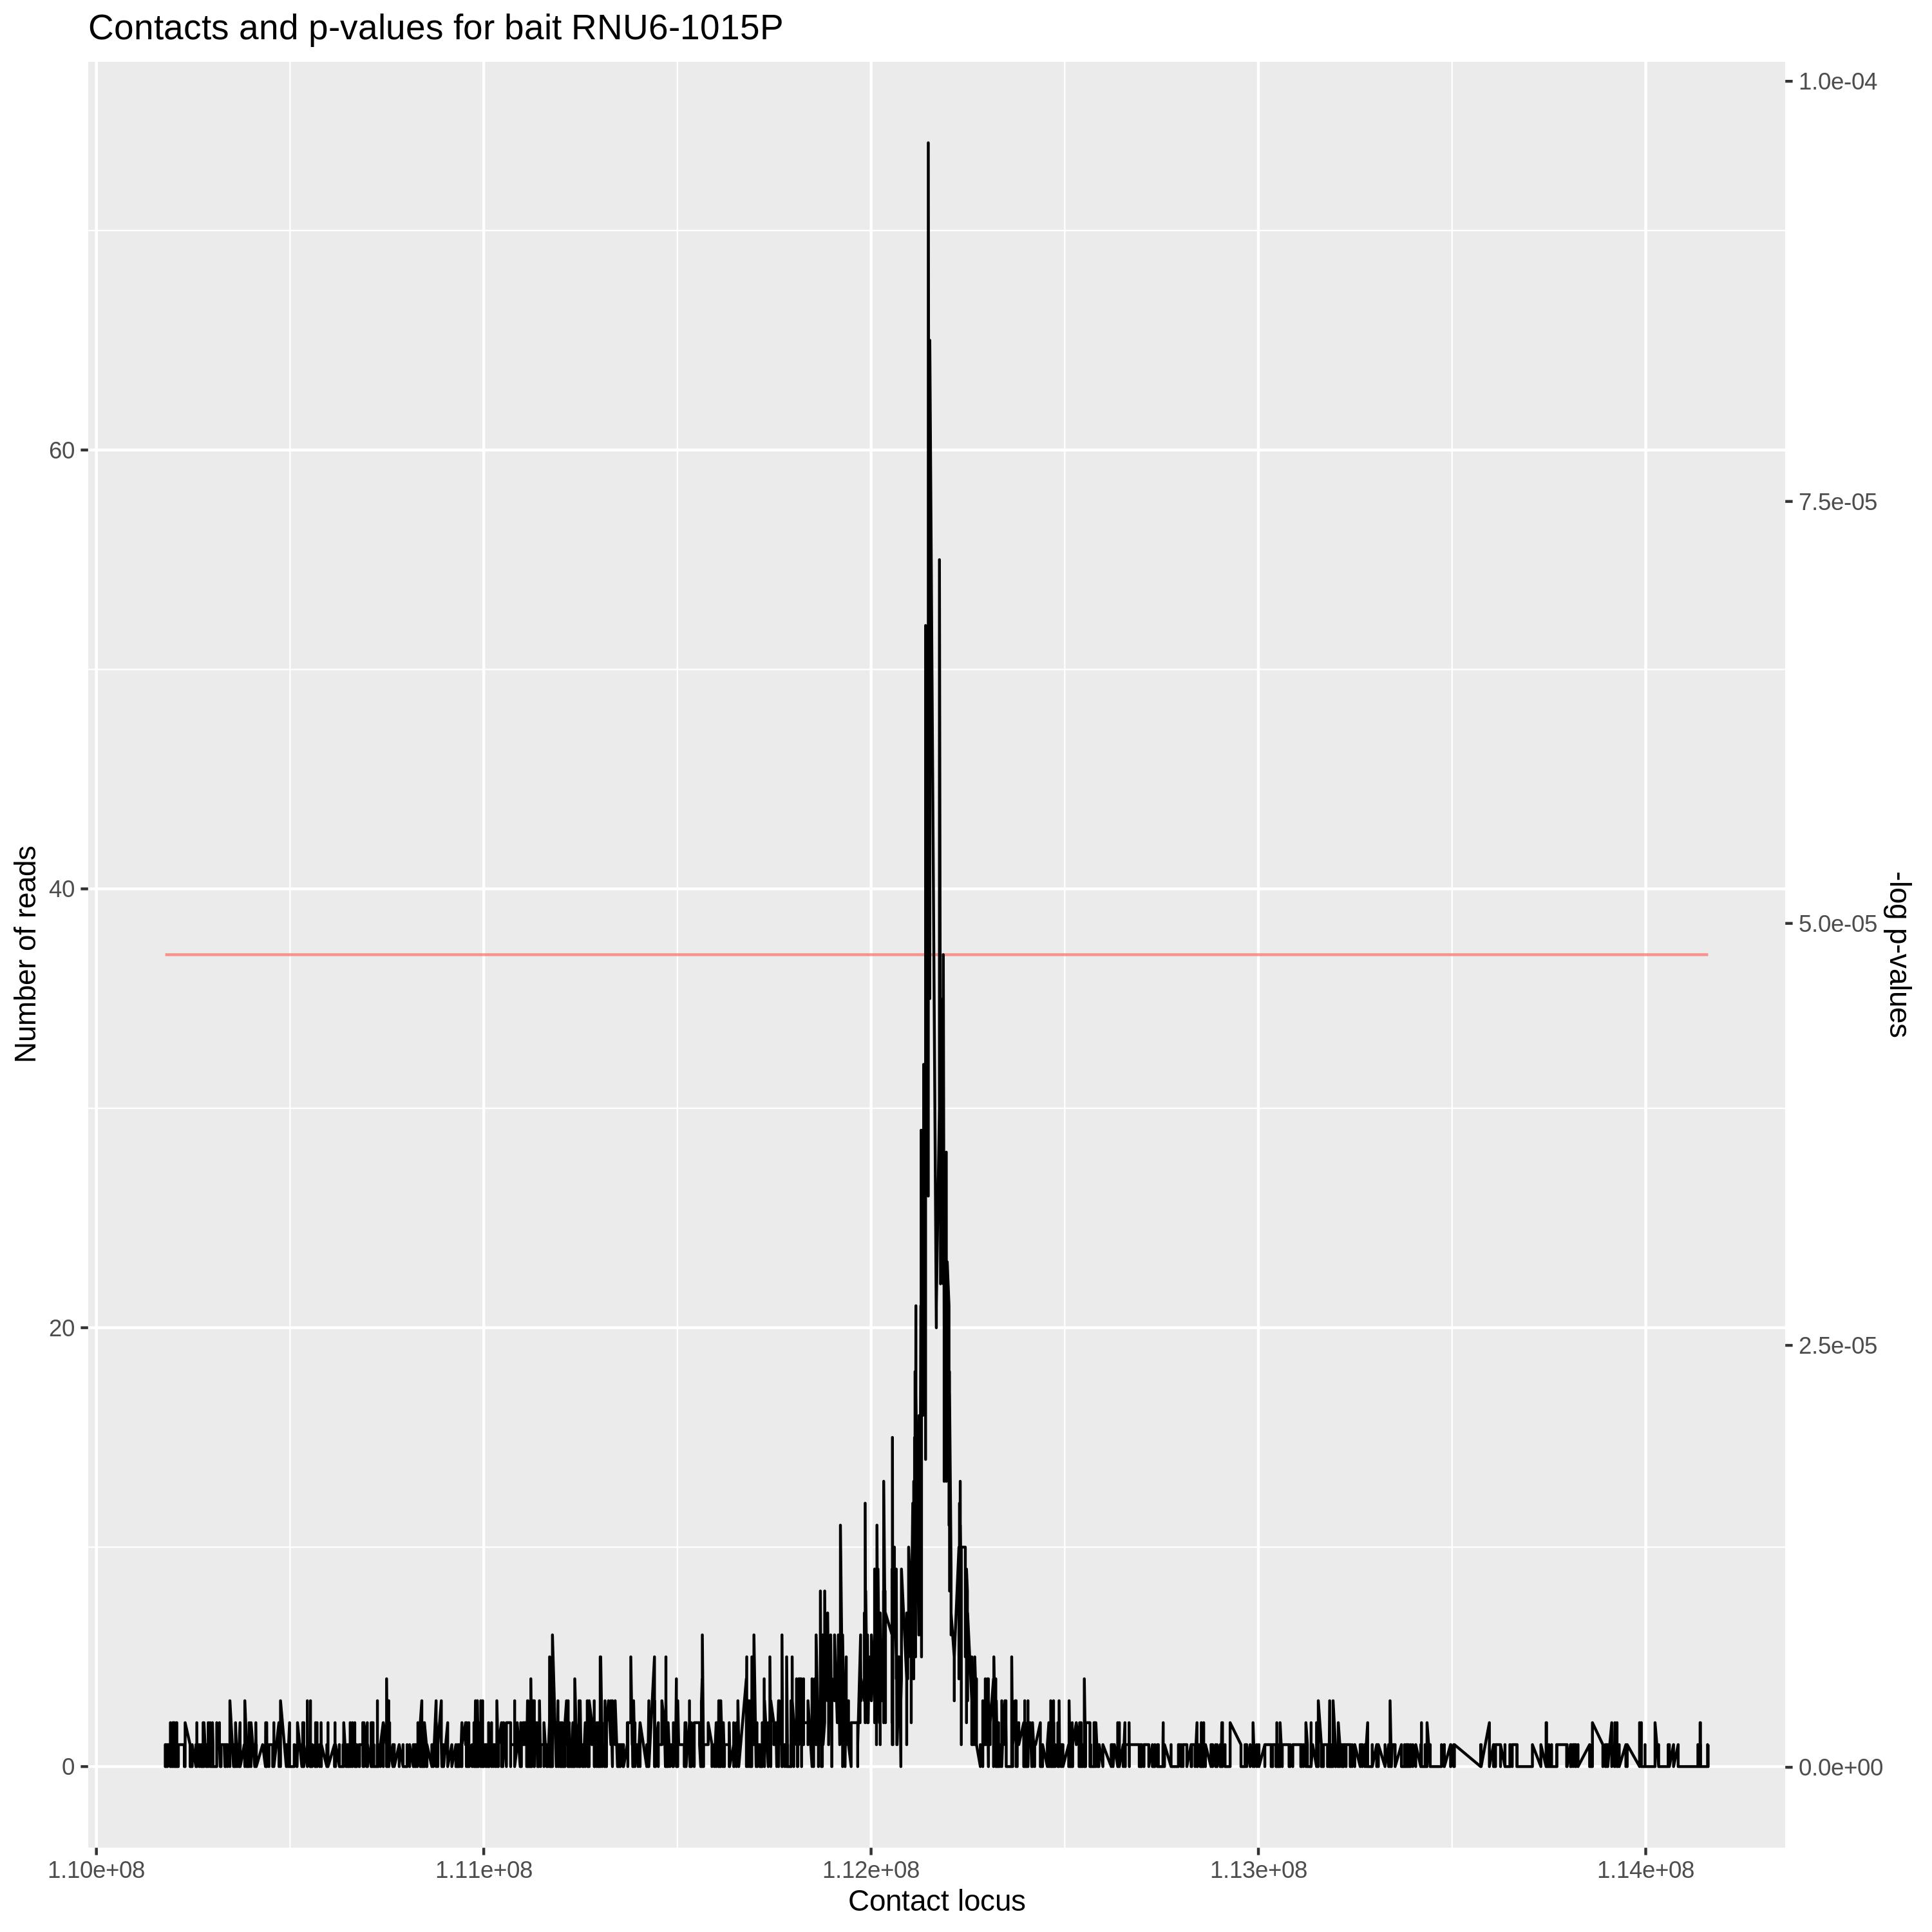 Contacts and p-values for bait RNU6-1015P
Number of reads
60
40
20
0
1.0e-04
7.5e-05
5.0e-05
2.5e-05
0.0e+00
-log p-values
1.10e+08
1.11e+08
1.12e+08
1.13e+08
1.14e+08
Contact locus